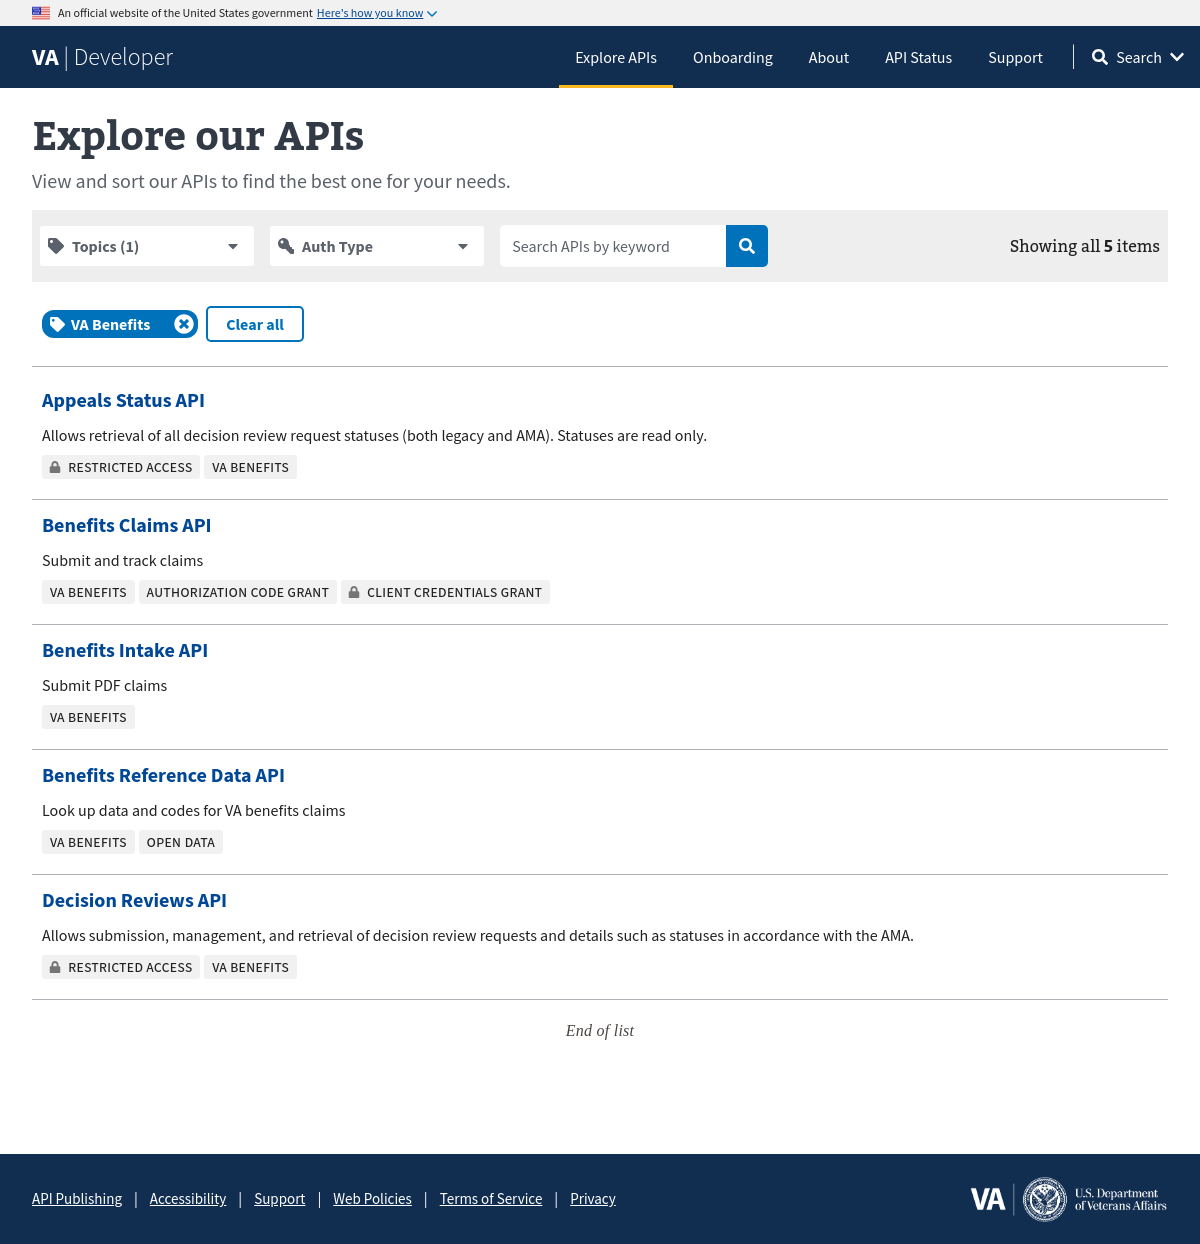 An official website of the United States government Here's how you know
VA | Developer
Explore APIs
Onboarding
About
API Status
Support
Search
Explore our APIs
View and sort our APIs to find the best one for your needs.
Topics (1)
Auth Type
Search APIs by keyword
Showing all 5 items
VA Benefits
Clear all
Appeals Status API
Allows retrieval of all decision review request statuses (both legacy and AMA). Statuses are read only.
RESTRICTED ACCESS
VA BENEFITS
Benefits Claims API
Submit and track claims
VA BENEFITS
AUTHORIZATION CODE GRANT
CLIENT CREDENTIALS GRANT
Benefits Intake API
Submit PDF claims
VA BENEFITS
Benefits Reference Data API
Look up data and codes for VA benefits claims
VA BENEFITS
OPEN DATA
Decision Reviews API
Allows submission, management, and retrieval of decision review requests and details such as statuses in accordance with the AMA.
RESTRICTED ACCESS
VA BENEFITS
End of list
API Publishing | Accessibility | Support | Web Policies | Terms of Service | Privacy
VA
U.S. Department
of Veterans Affairs